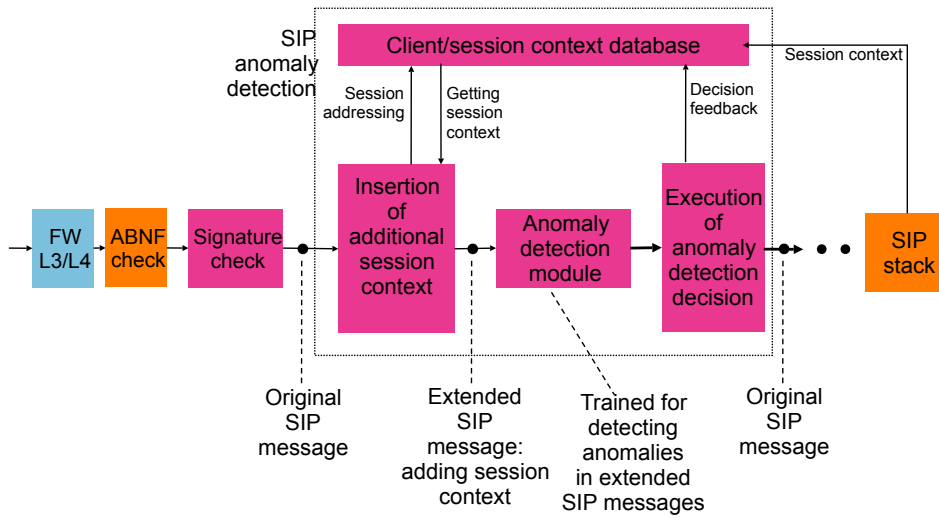 SIP
anomaly
detection
Client/session context database
Session context
Session
addressing
Getting
session
context
Decision
feedback
FW
L3/L4
ABNF
check
Signature
check
Insertion
of
additional
session
context
Anomaly
detection
module
Execution
of
anomaly
detection
decision
SIP
stack
Original
SIP
message
Extended
SIP
message:
adding session
context
Trained for
detecting
anomalies
in extended
SIP messages
Original
SIP
message